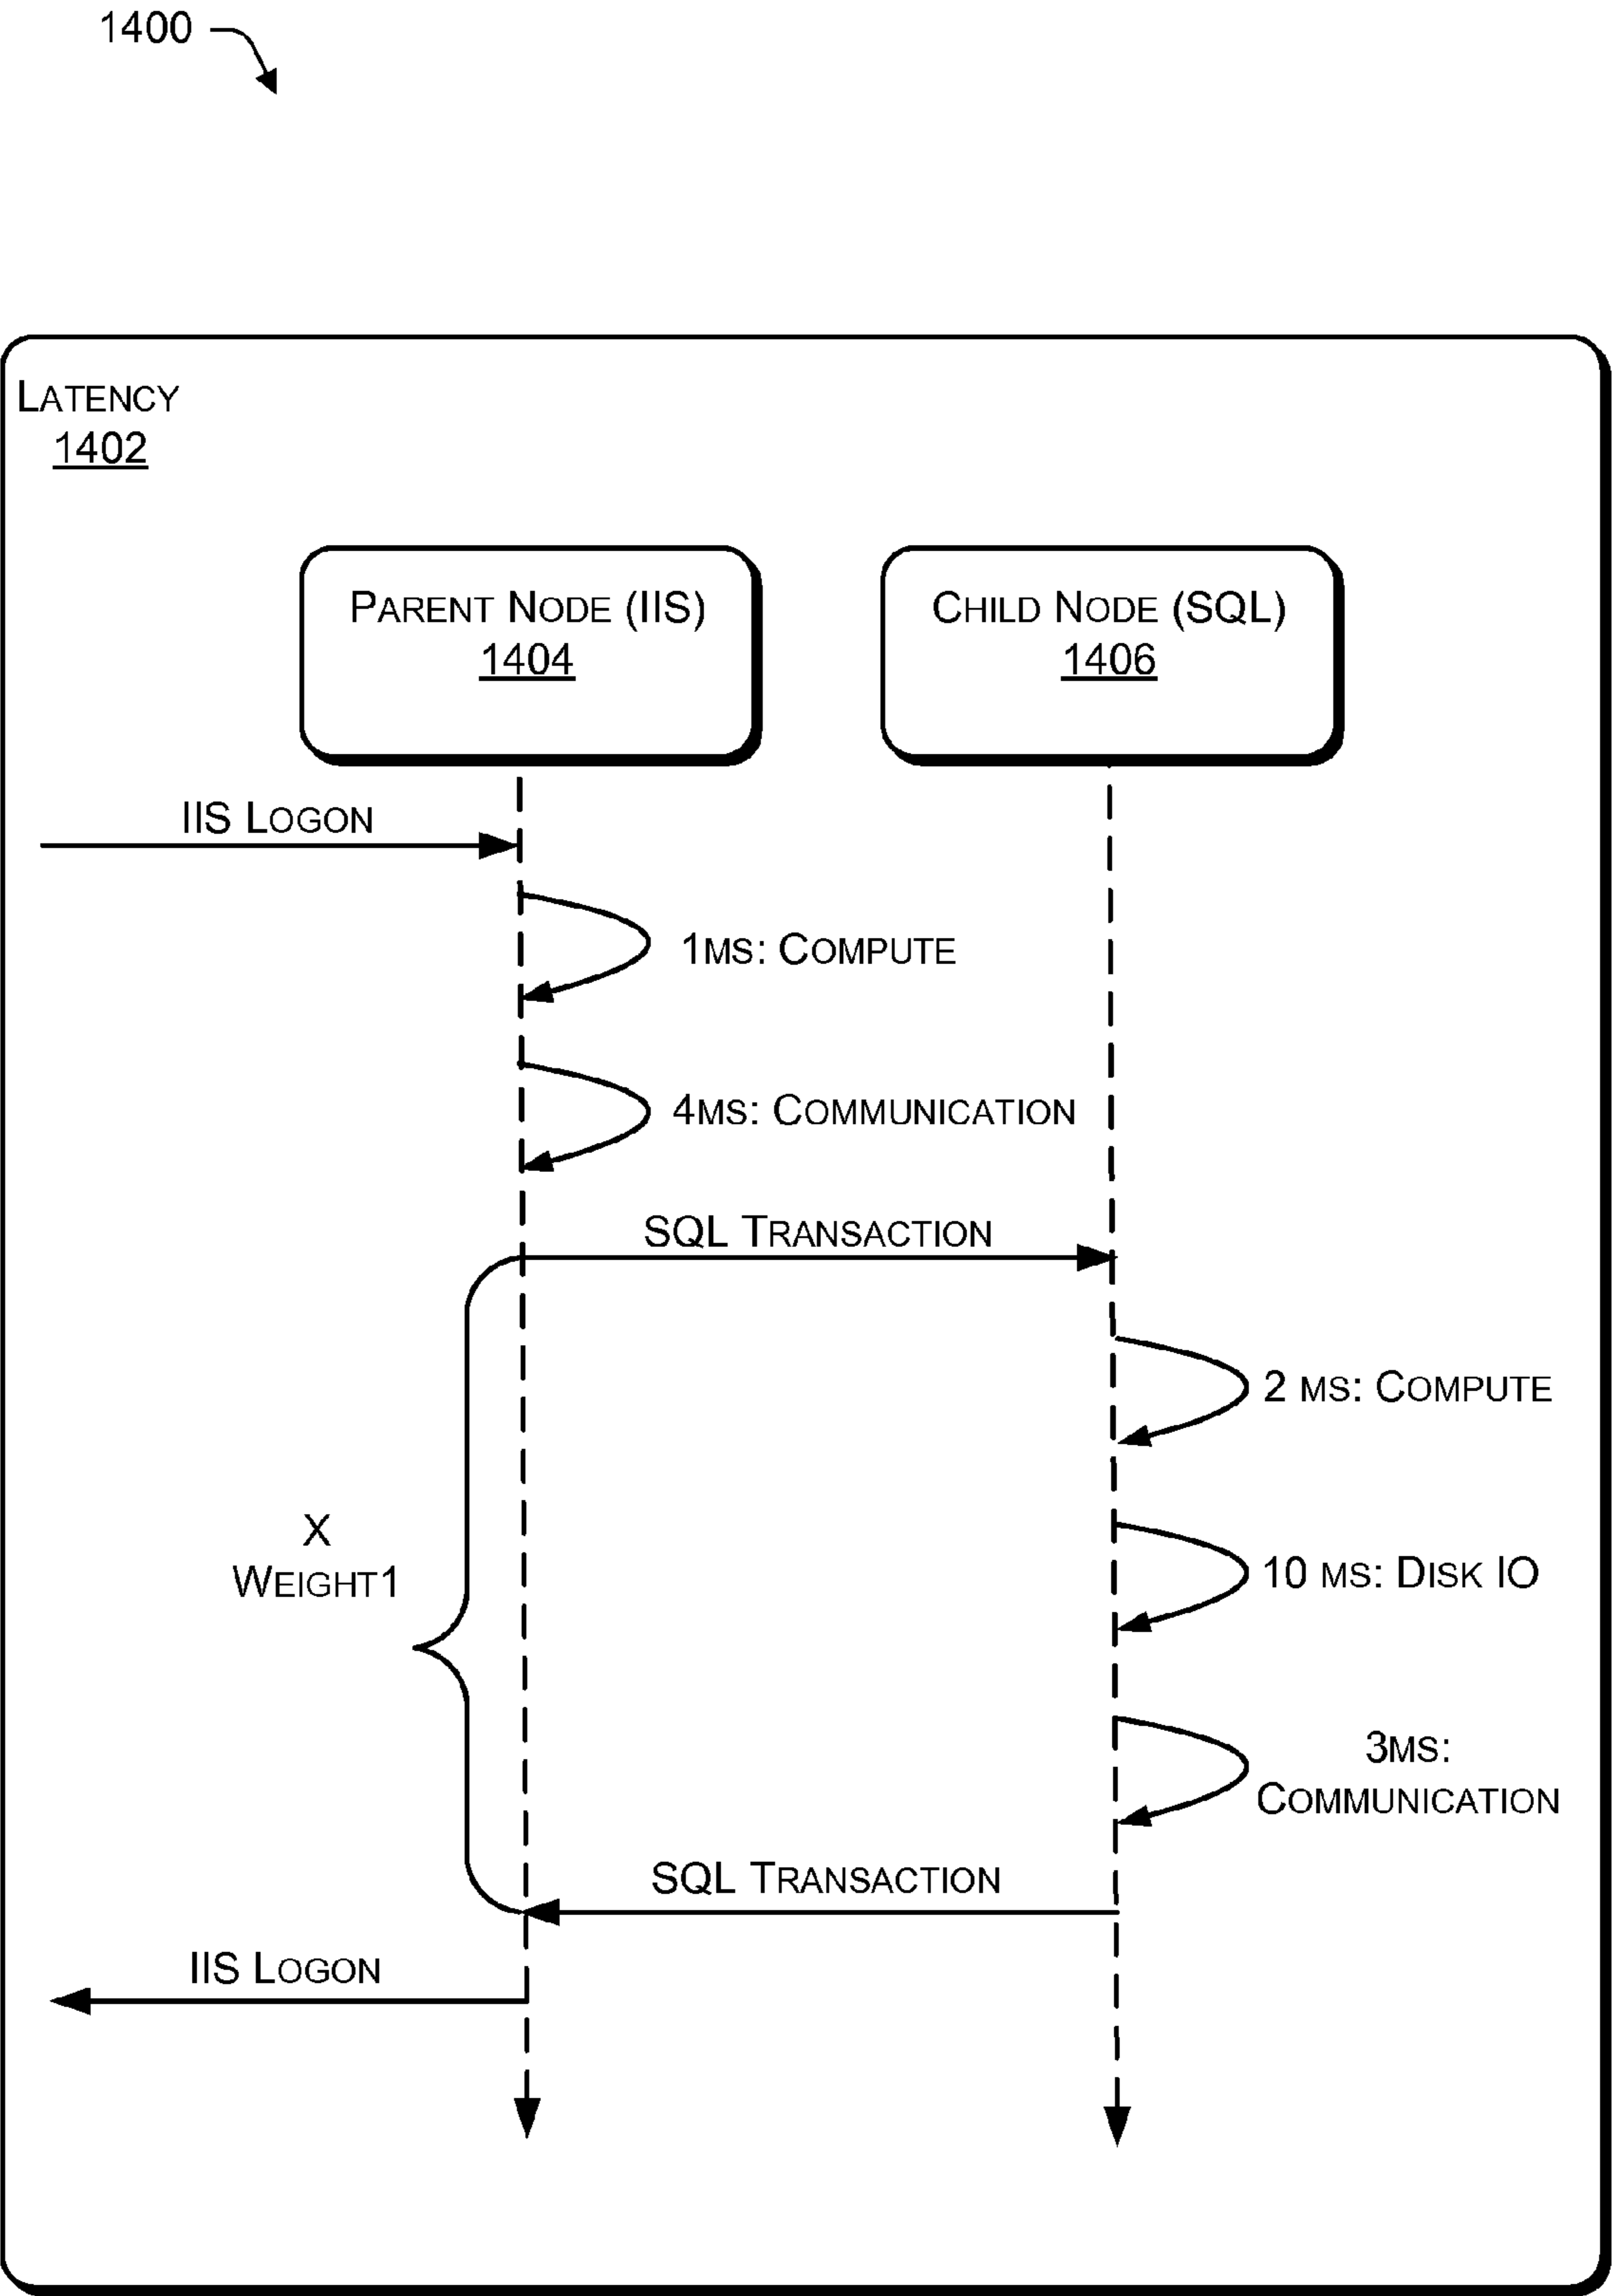 1400
LATENCY
1402
PARENT NODE (IIS)
1404
CHILD NODE (SQL)
1406
IIS LOGON
1MS: COMPUTE
4MS: COMMUNICATION
SQL TRANSACTION
2 MS: COMPUTE
X
WEIGHT1
10 MS: DISK IO
3MS:
COMMUNICATION
SQL TRANSACTION
IIS LOGON